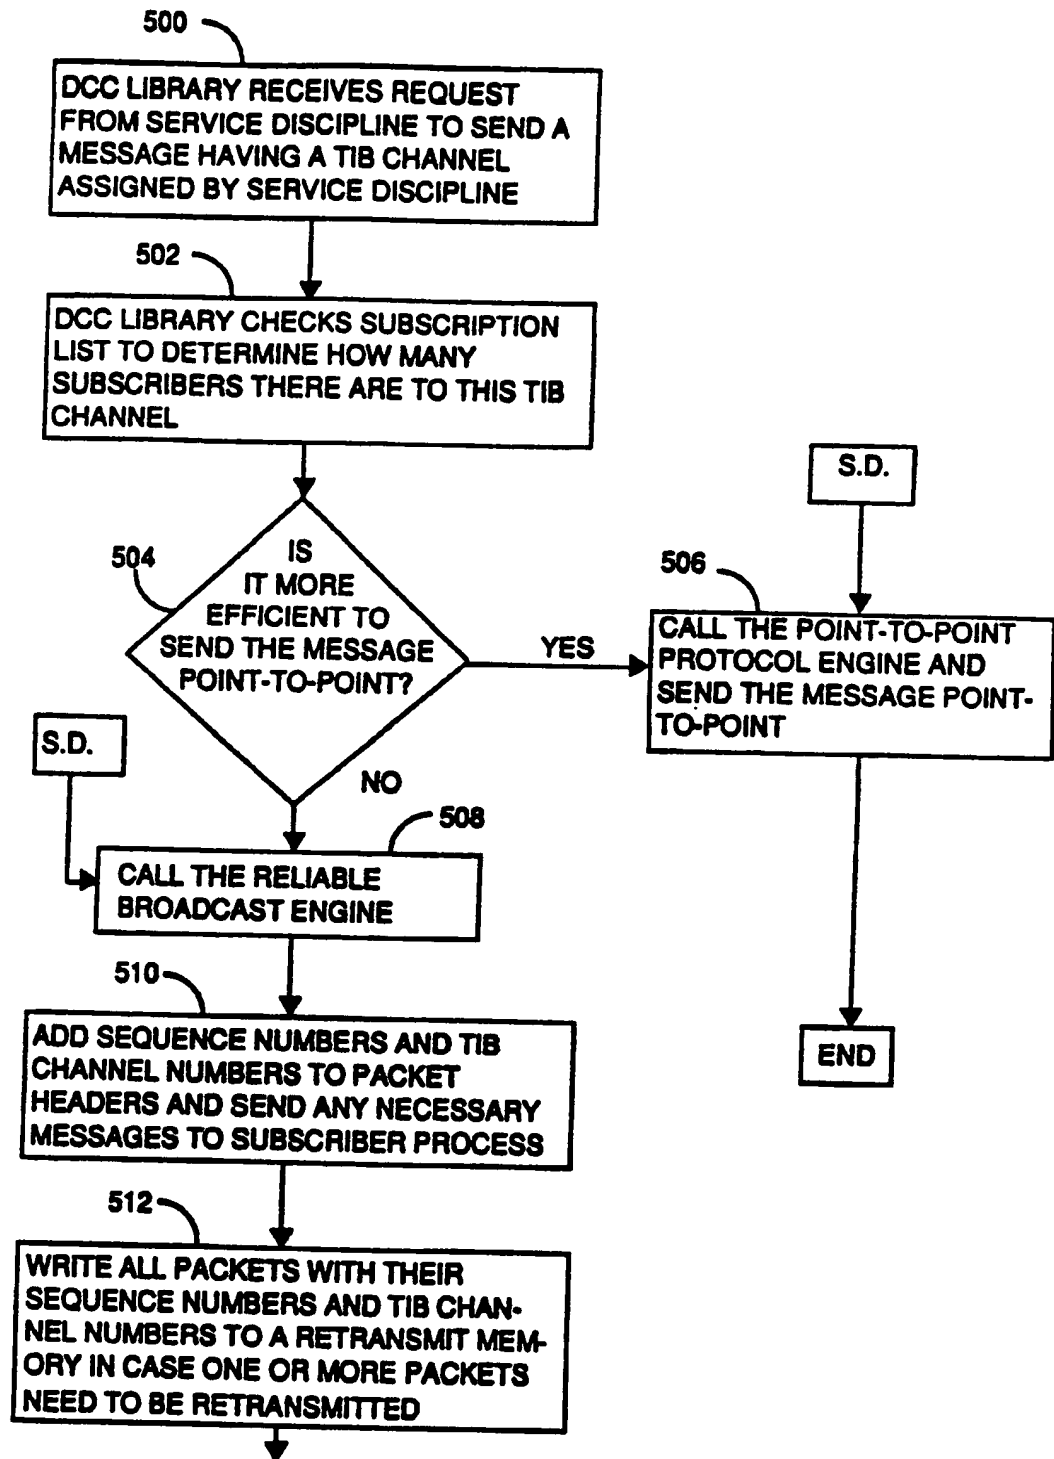 500
DCC LIBRARY RECEIVES REQUEST
FROM SERVICE DISCIPLINE TO SEND A
MESSAGE HAVING A TIB CHANNEL
ASSIGNED BY SERVICE DISCIPLINE
502
DCC LIBRARY CHECKS SUBSCRIPTION
LIST TO DETERMINE HOW MANY
SUBSCRIBERS THERE ARE TO THIS TIB
CHANNEL
504
IS
IT MORE
EFFICIENT TO
SEND THE MESSAGE
POINT-TO-POINT?
YES
S.D.
506
CALL THE POINT-TO-POINT
PROTOCOL ENGINE AND
SEND THE MESSAGE POINT-
TO-POINT
END
NO
S.D.
508
CALL THE RELIABLE
BROADCAST ENGINE
510
ADD SEQUENCE NUMBERS AND TIB
CHANNEL NUMBERS TO PACKET
HEADERS AND SEND ANY NECESSARY
MESSAGES TO SUBSCRIBER PROCESS
512
WRITE ALL PACKETS WITH THEIR
SEQUENCE NUMBERS AND TIB CHAN-
NEL NUMBERS TO A RETRANSMIT MEM-
ORY IN CASE ONE OR MORE PACKETS
NEED TO BE RETRANSMITTED